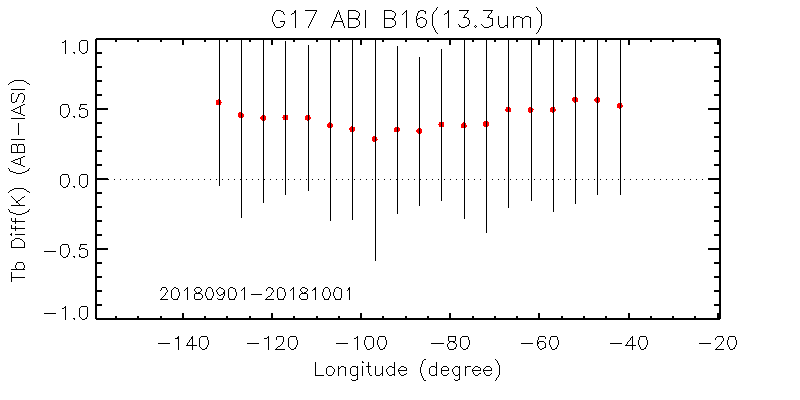 G17 ABI B16(13.3um)
1.0
0.5
0.0
-0.5
-1.0
Tb Diff(K) (ABI-IASI)
20180901-20181001
-140 -120 -100 -80 -60 -40 -20
Longitude (degree)